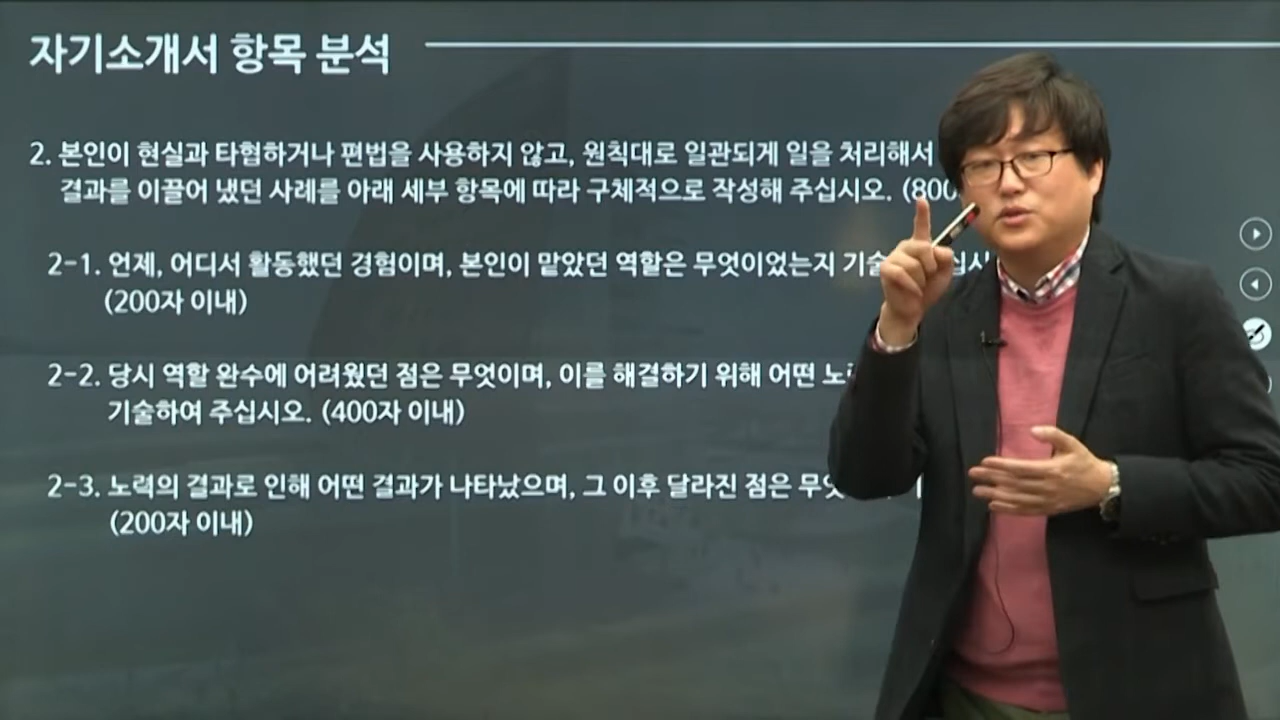 자기소개서 항목 분석
2. 본인이 현실과 타협하거나 편법을 사용하지 않고, 원칙대로 일관되게 일을 처리해서
결과를 이끌어 냈던 사례를 아래 세부 항목에 따라 구체적으로 작성해 주십시오. (800
2-1. 언제, 어디서 활동했던 경험이며, 본인이 맡았던 역할은 무엇이었는지
(200자 이내)
2-2. 당시 역할 완수에 어려웠던 점은 무엇이며, 이를 해결하기 위해 어떤
기술하여 주십시오. (400자 이내)
2-3. 노력의 결과로 인해 어떤 결과가 나타났으며, 그 이후 달라진 점은
(200자 이내)